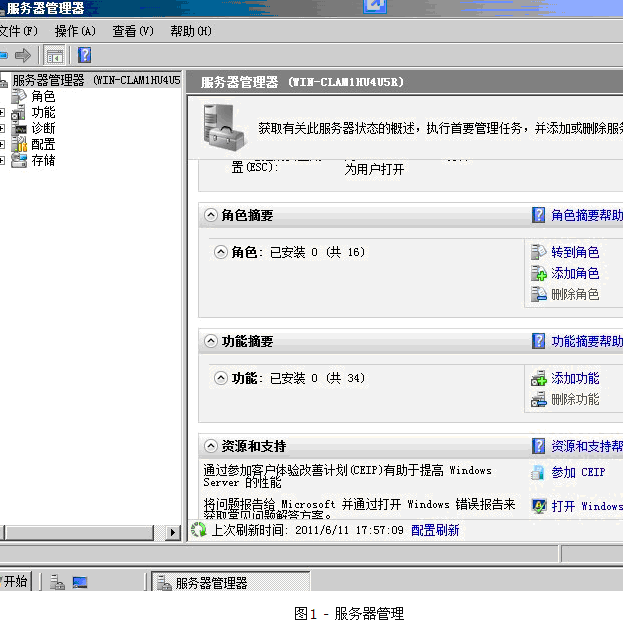 服务器管理器
文件(F) 操作(A) 查看(V) 帮助(H)
服务器管理器 (WIN-CLAM1HU4U5
角色
功能
诊断
配置
存储
服务器管理器 (WIN-CLAM1HU4U5R)
获取有关此服务器状态的概述，执行首要管理任务，并添加或删除服务
置(ESC): 为用户打开
角色摘要 角色摘要帮助
角色: 已安装 0 (共 16) 转到角色
添加角色
删除角色
功能摘要 功能摘要帮助
功能: 已安装 0 (共 34) 添加功能
删除功能
资源和支持 资源和支持帮
通过参加客户体验改善计划(CEIP)有助于提高 Windows 参加 CEIP
Server 的性能
将问题报告给 Microsoft 并通过打开 Windows 错误报告来 打开 Windows
获取常见问题解答方案。
上次刷新时间: 2011/6/11 17:57:09 配置刷新
开始 服务器管理器
图1 - 服务器管理